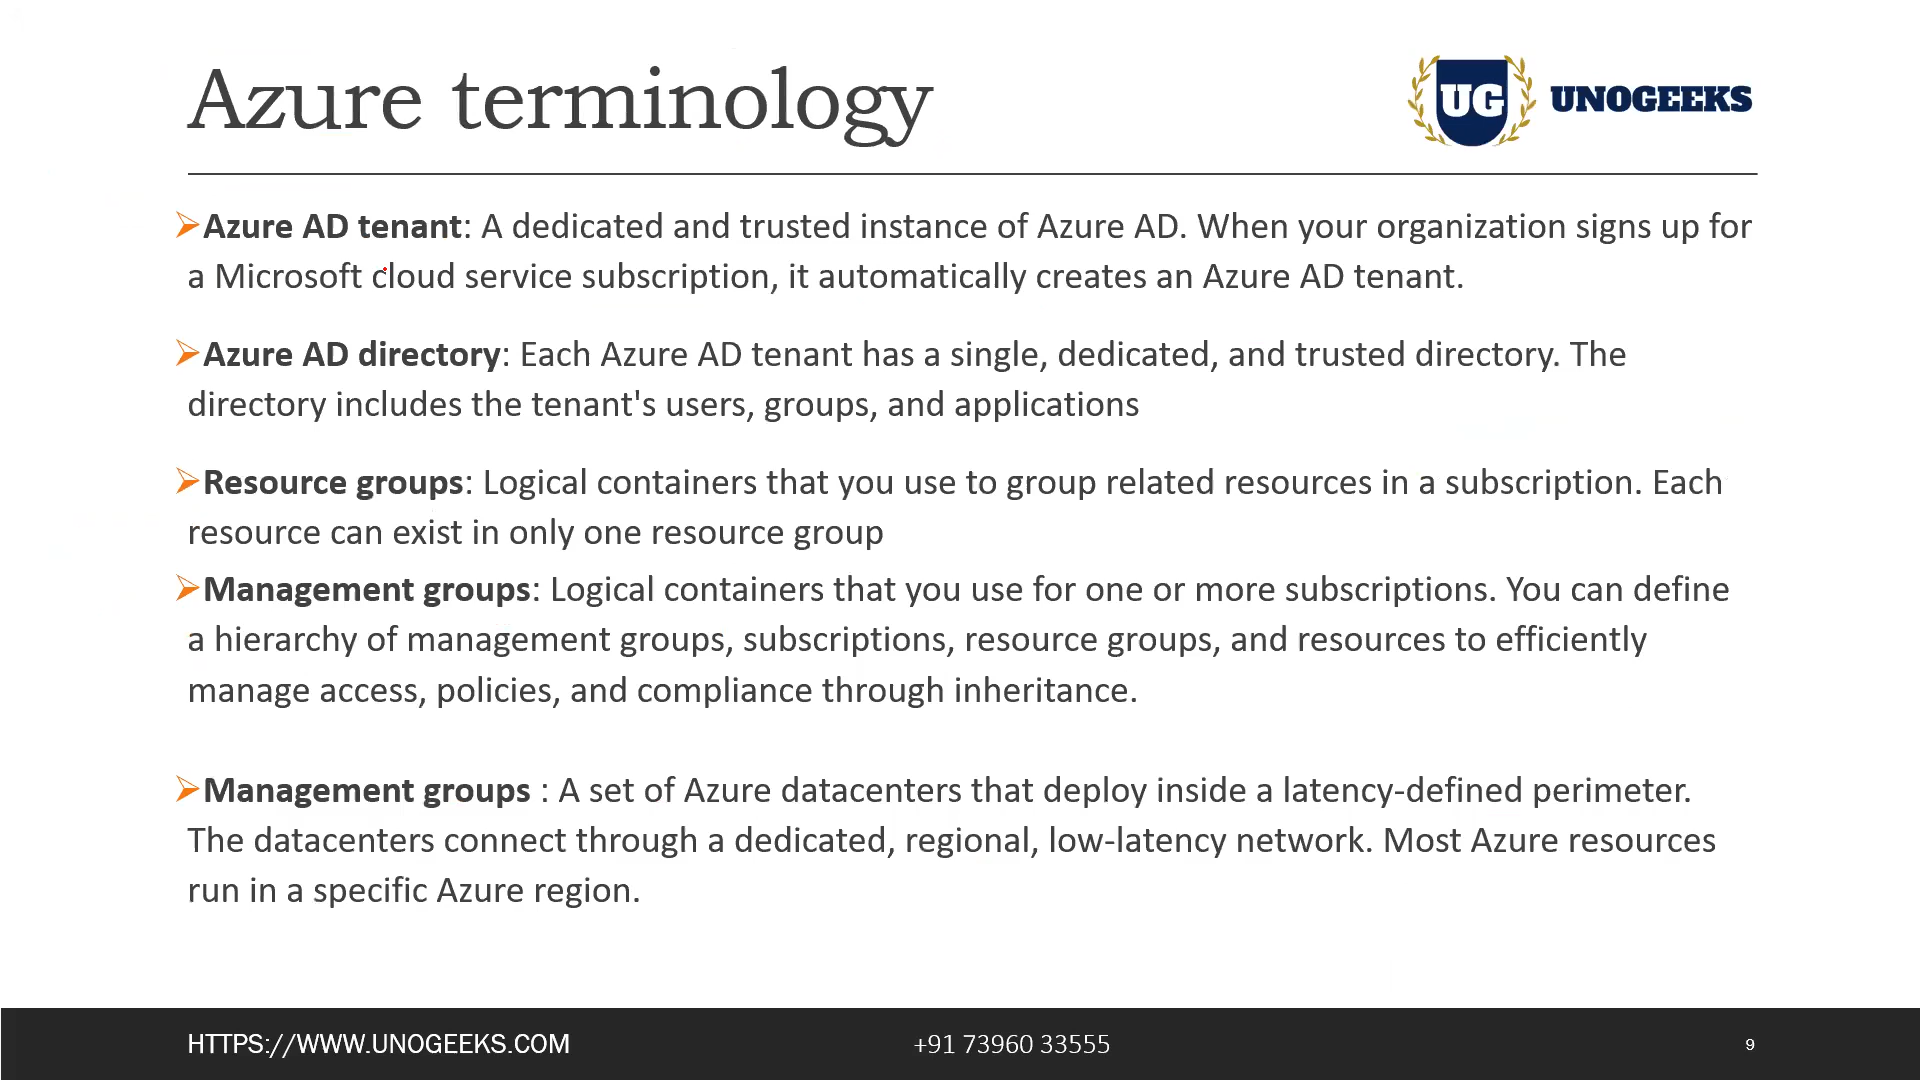 Azure terminology
UG UNOGEEKS
Azure AD tenant: A dedicated and trusted instance of Azure AD. When your organization signs up for
a Microsoft cloud service subscription, it automatically creates an Azure AD tenant.
Azure AD directory: Each Azure AD tenant has a single, dedicated, and trusted directory. The
directory includes the tenant's users, groups, and applications
Resource groups: Logical containers that you use to group related resources in a subscription. Each
resource can exist in only one resource group
Management groups: Logical containers that you use for one or more subscriptions. You can define
a hierarchy of management groups, subscriptions, resource groups, and resources to efficiently
manage access, policies, and compliance through inheritance.
Management groups : A set of Azure datacenters that deploy inside a latency-defined perimeter.
The datacenters connect through a dedicated, regional, low-latency network. Most Azure resources
run in a specific Azure region.
HTTPS://WWW.UNOGEEKS.COM +91 73960 33555 9